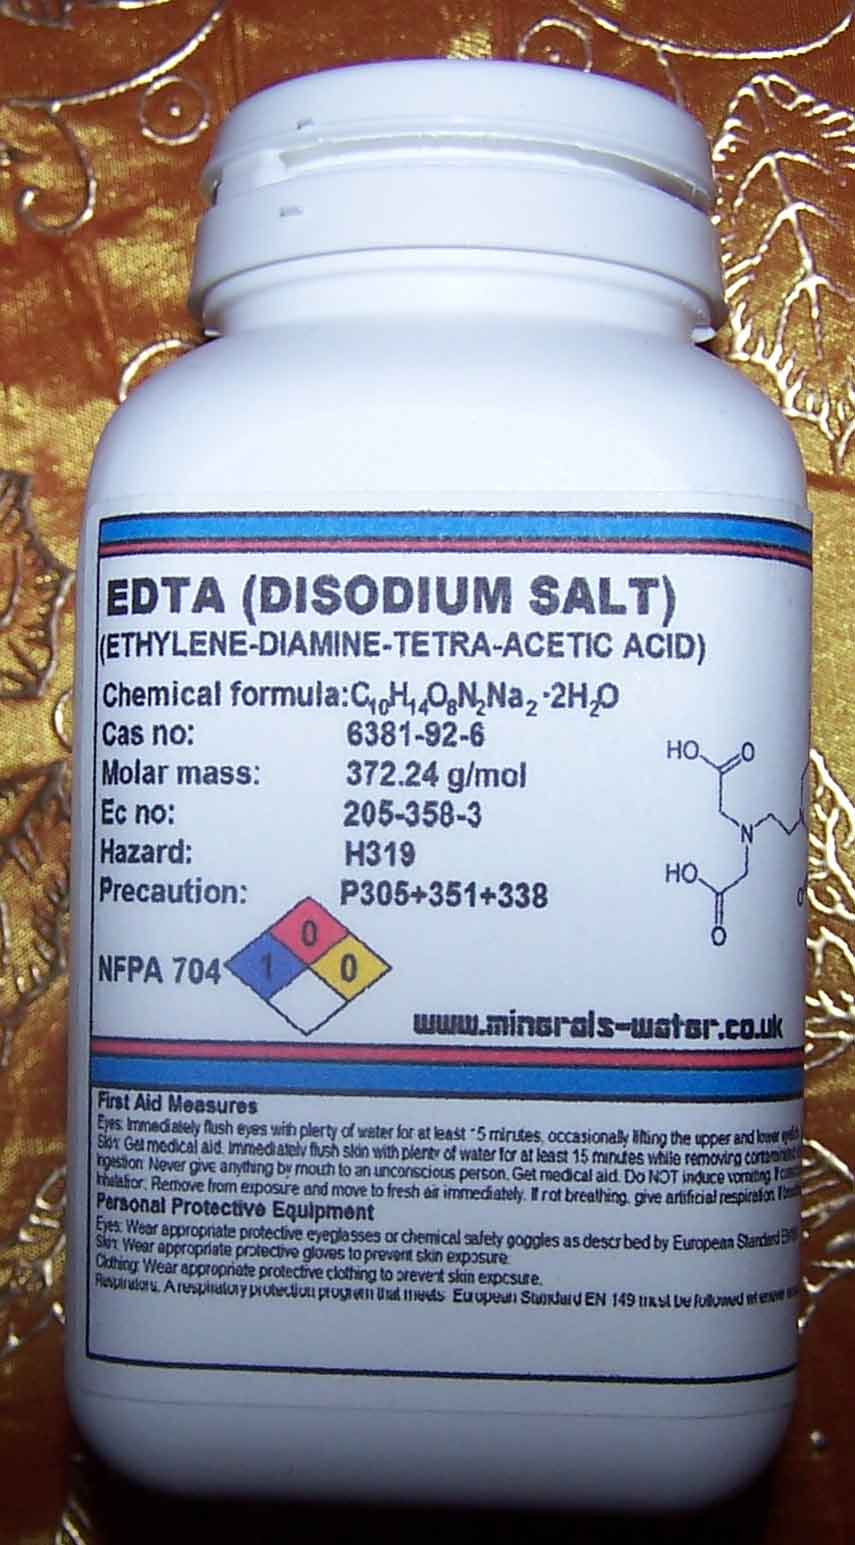 EDTA (DISODIUM SALT)
(ETHYLENE-DIAMINE-TETRA-ACETIC ACID)
Chemical formula:C₁₀H₁₄O₈N₂Na₂·2H₂O
Cas no: 6381-92-6
Molar mass: 372.24 g/mol
Ec no: 205-358-3
Hazard: H319
Precaution: P305+351+338
HO O
N
HO
O
NFPA 704 0 1 0
www.minerals-water.co.uk
First Aid Measures
Eyes: Immediately flush eyes with plenty of water for at least 15 minutes, occasionally lifting the upper and lower
Skin: Get medical aid. Immediately flush skin with plenty of water for at least 15 minutes while removing
Ingestion: Never give anything by mouth to an unconscious person. Get medical aid. Do NOT induce vomiting.
Inhalation: Remove from exposure and move to fresh air immediately. If not breathing, give artificial respiration.
Personal Protective Equipment
Eyes: Wear appropriate protective eyeglasses or chemical safety goggles as described by European Standard
Skin: Wear appropriate protective gloves to prevent skin exposure.
Clothing: Wear appropriate protective clothing to prevent skin exposure.
Respirators: A respiratory protection program that meets European Standard EN 149 must be followed